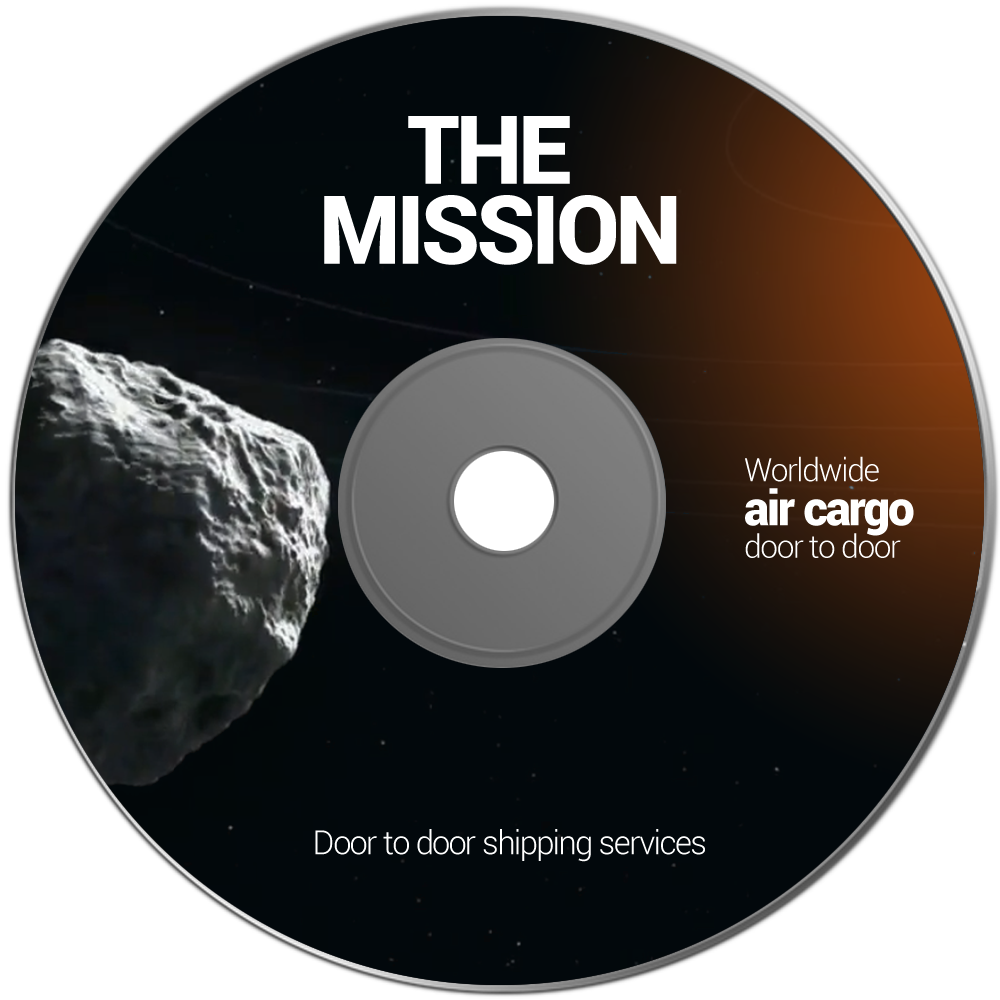 THE
MISSION
Worldwide
air cargo
door to door
Door to door shipping services